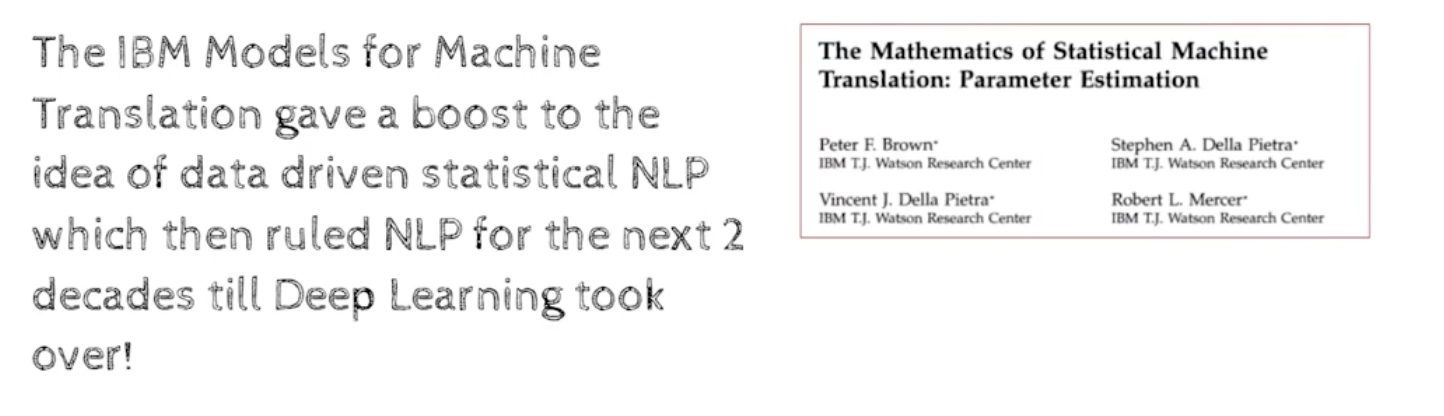 The IBM Models for Machine
Translation gave a boost to the
idea of data driven statistical NLP
which then ruled NLP for the next 2
decades till Deep Learning took
over!
The Mathematics of Statistical Machine
Translation: Parameter Estimation
Peter F. Brown* Stephen A. Della Pietra*
IBM T.J. Watson Research Center IBM T.J. Watson Research Center
Vincent J. Della Pietra* Robert L. Mercer*
IBM T.J. Watson Research Center IBM T.J. Watson Research Center